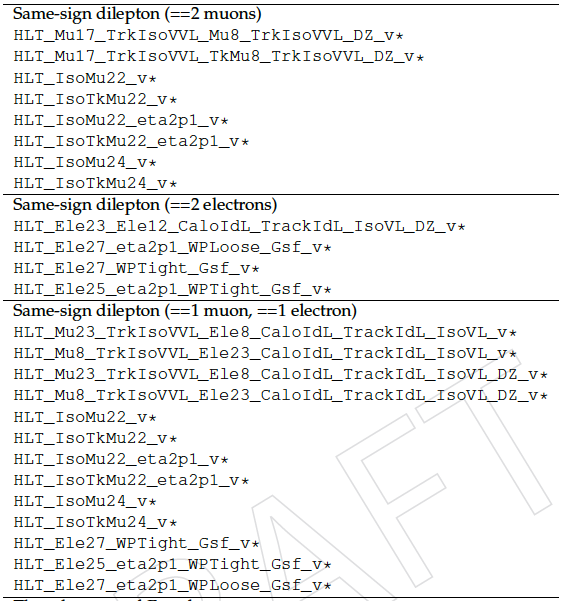 Same-sign dilepton (==2 muons)
HLT_Mu17_TrkIsoVVL_Mu8_TrkIsoVVL_DZ_v*
HLT_Mu17_TrkIsoVVL_TkMu8_TrkIsoVVL_DZ_v*
HLT_IsoMu22_v*
HLT_IsoTkMu22_v*
HLT_IsoMu22_eta2p1_v*
HLT_IsoTkMu22_eta2p1_v*
HLT_IsoMu24_v*
HLT_IsoTkMu24_v*
Same-sign dilepton (==2 electrons)
HLT_Ele23_Ele12_CaloIdL_TrackIdL_IsoVL_DZ_v*
HLT_Ele27_eta2p1_WPLoose_Gsf_v*
HLT_Ele27_WPTight_Gsf_v*
HLT_Ele25_eta2p1_WPTight_Gsf_v*
Same-sign dilepton (==1 muon, ==1 electron)
HLT_Mu23_TrkIsoVVL_Ele8_CaloIdL_TrackIdL_IsoVL_v*
HLT_Mu8_TrkIsoVVL_Ele23_CaloIdL_TrackIdL_IsoVL_v*
HLT_Mu23_TrkIsoVVL_Ele8_CaloIdL_TrackIdL_IsoVL_DZ_v*
HLT_Mu8_TrkIsoVVL_Ele23_CaloIdL_TrackIdL_IsoVL_DZ_v*
HLT_IsoMu22_v*
HLT_IsoTkMu22_v*
HLT_IsoMu22_eta2p1_v*
HLT_IsoTkMu22_eta2p1_v*
HLT_IsoMu24_v*
HLT_IsoTkMu24_v*
HLT_Ele27_WPTight_Gsf_v*
HLT_Ele25_eta2p1_WPTight_Gsf_v*
HLT_Ele27_eta2p1_WPLoose_Gsf_v*